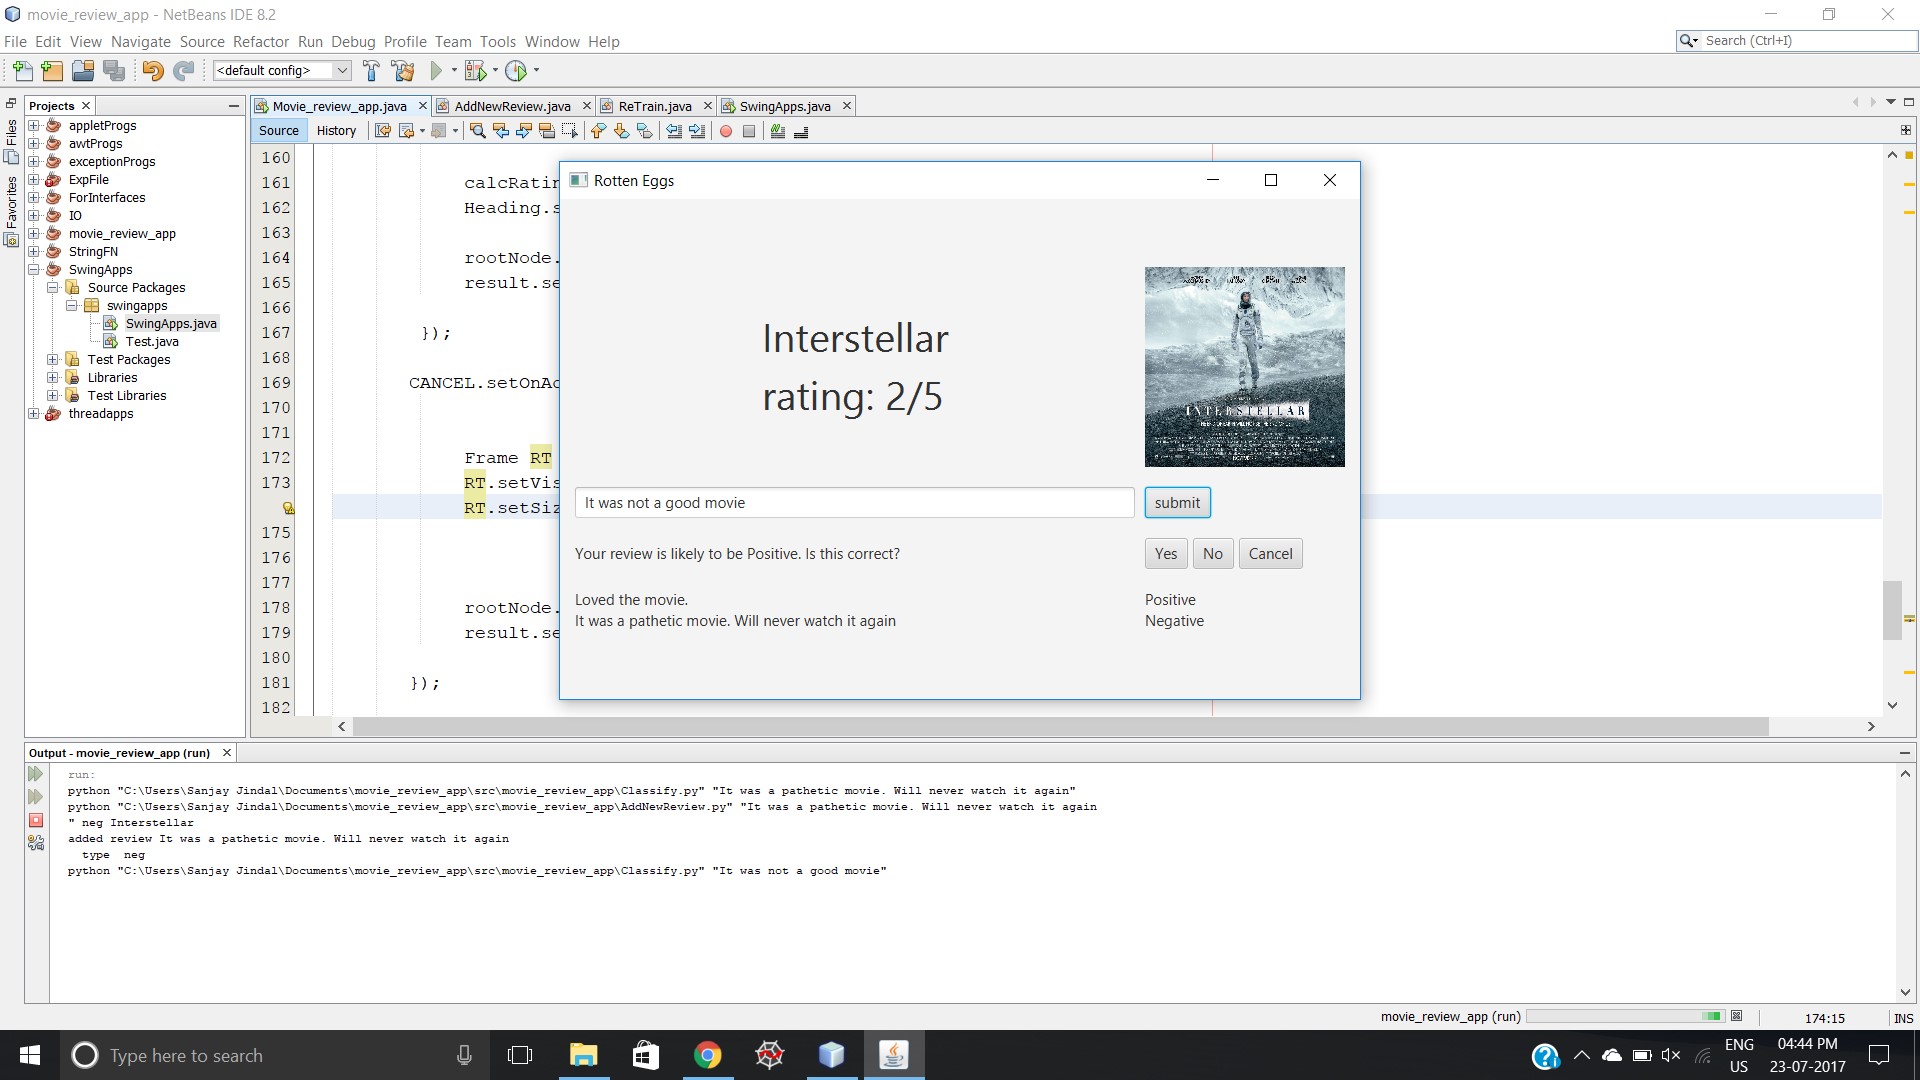 movie_review_app - NetBeans IDE 8.2
File Edit View Navigate Source Refactor Run Debug Profile Team Tools Window Help
Search (Ctrl+I)
<default config>
Projects
Files
Favorites
appletProgs
awtProgs
exceptionProgs
ExpFile
ForInterfaces
IO
movie_review_app
StringFN
SwingApps
Source Packages
swingapps
SwingApps.java
Test.java
Test Packages
Libraries
Test Libraries
threadapps
Movie_review_app.java AddNewReview.java ReTrain.java SwingApps.java
Source History
160
161 calcRatin
162 Heading.s
163
164 rootNode.
165 result.se
166
167 });
168
169 CANCEL.setOnAc
170
171
172 Frame RT
173 RT.setVis
RT.setSiz
175
176
177
178 rootNode.
179 result.se
180
181 });
182
Rotten Eggs
Interstellar
rating: 2/5
INTERSTELLAR
It was not a good movie
submit
Your review is likely to be Positive. Is this correct?
Yes No Cancel
Loved the movie. Positive
It was a pathetic movie. Will never watch it again Negative
Output - movie_review_app (run)
run:
python "C:\Users\Sanjay Jindal\Documents\movie_review_app\src\movie_review_app\Classify.py" "It was a pathetic movie. Will never watch it again"
python "C:\Users\Sanjay Jindal\Documents\movie_review_app\src\movie_review_app\AddNewReview.py" "It was a pathetic movie. Will never watch it again
" neg Interstellar
added review It was a pathetic movie. Will never watch it again
type neg
python "C:\Users\Sanjay Jindal\Documents\movie_review_app\src\movie_review_app\Classify.py" "It was not a good movie"
movie_review_app (run)
174:15 INS
Type here to search
ENG
US
04:44 PM
23-07-2017